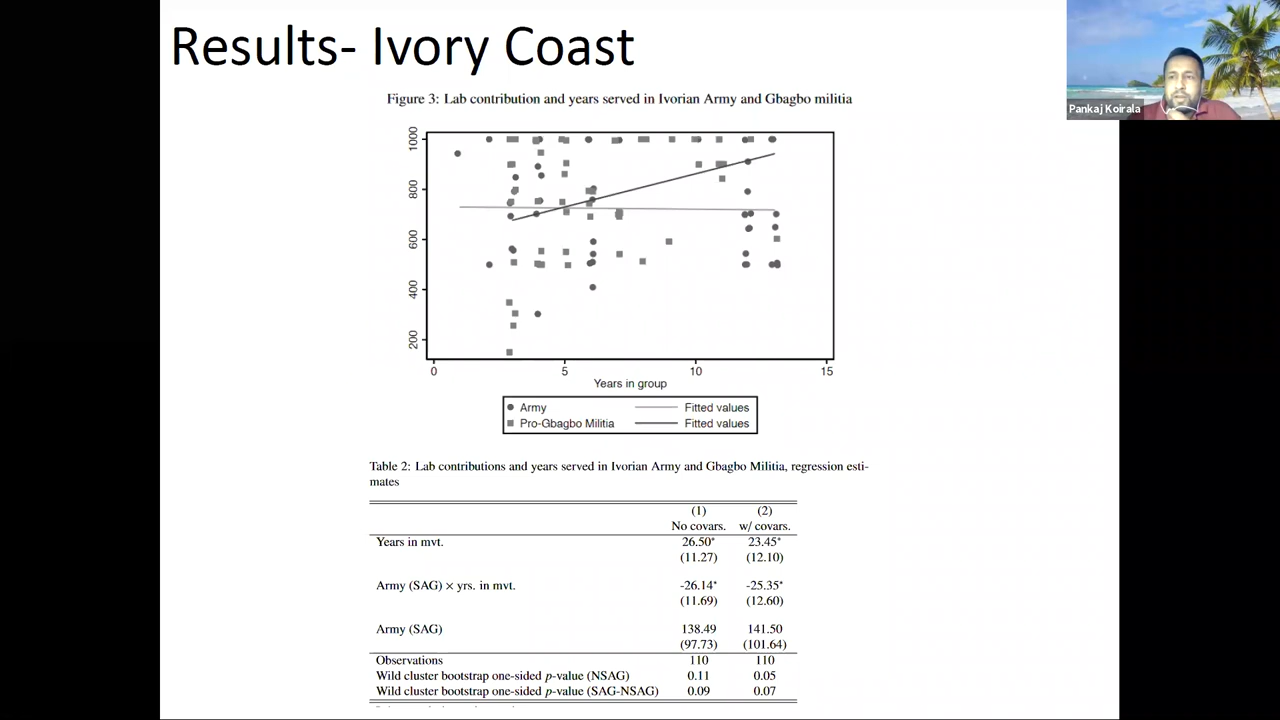 Results- Ivory Coast
Pankaj Koirala
Figure 3: Lab contribution and years served in Ivorian Army and Gbagbo militia
1000
800
600
400
200
0 5 10 15
Years in group
Army Fitted values
Pro-Gbagbo Militia Fitted values
Table 2: Lab contributions and years served in Ivorian Army and Gbagbo Militia, regression esti-
mates
(1) (2)
No covars. w/ covars.
Years in mvt. 26.50* 23.45*
(11.27) (12.10)
Army (SAG) × yrs. in mvt. -26.14* -25.35*
(11.69) (12.60)
Army (SAG) 138.49 141.50
(97.73) (101.64)
Observations 110 110
Wild cluster bootstrap one-sided p-value (NSAG) 0.11 0.05
Wild cluster bootstrap one-sided p-value (SAG-NSAG) 0.09 0.07